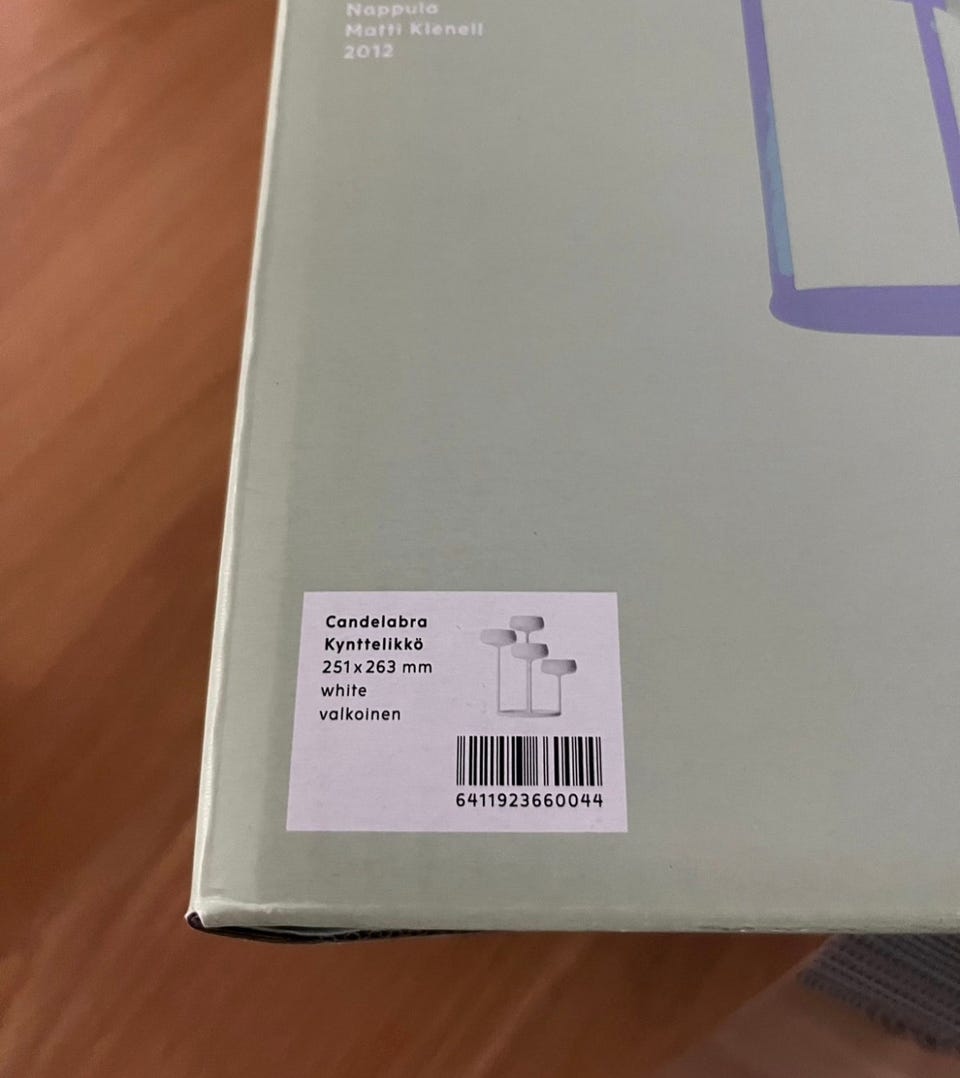 Nappula
Matti Klenell
2012
Candelabra
Kynttelikkö
251x263 mm
white
valkoinen
6411923660044